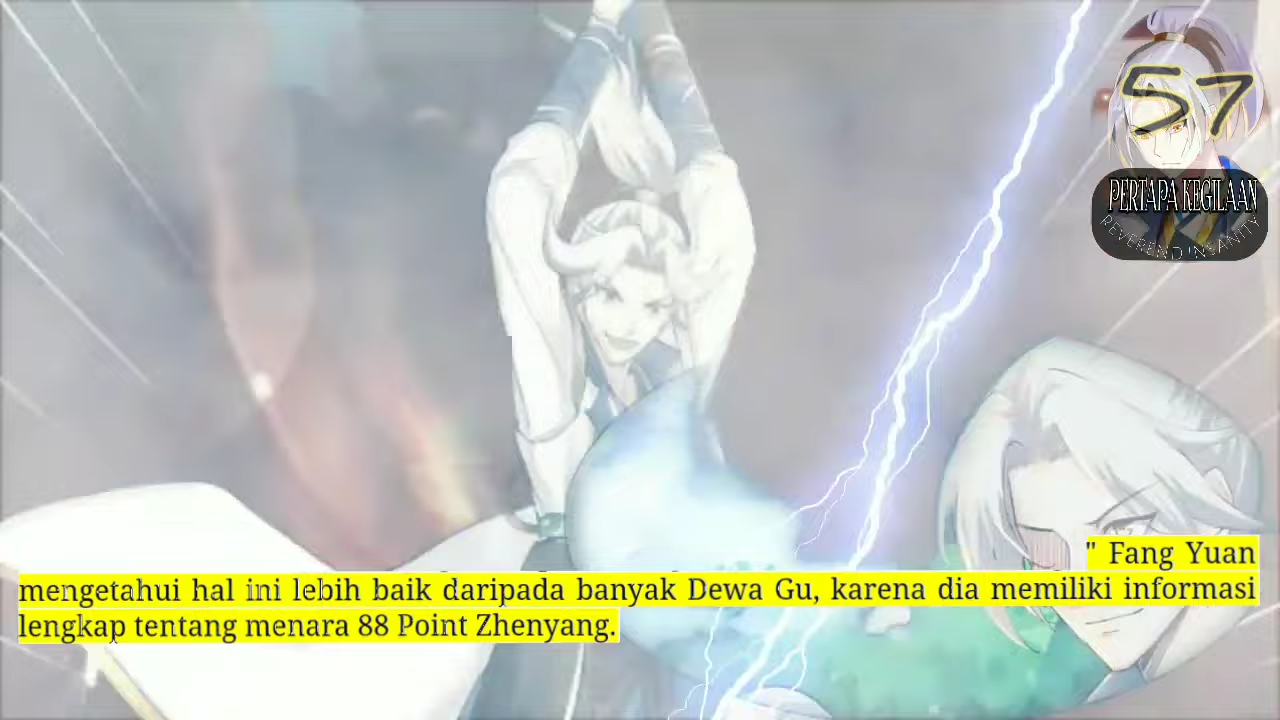 57
PERTAPA KEGILAAN
REVEREND INSANITY
" Fang Yuan
mengetahui hal ini lebih baik daripada banyak Dewa Gu, karena dia memiliki informasi
lengkap tentang menara 88 Point Zhenyang.